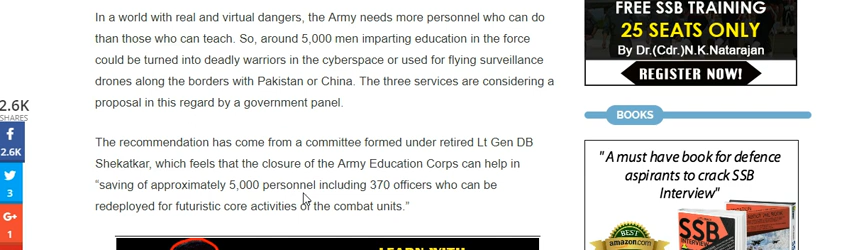 In a world with real and virtual dangers, the Army needs more personnel who can do
than those who can teach. So, around 5,000 men imparting education in the force
could be turned into deadly warriors in the cyberspace or used for flying surveillance
drones along the borders with Pakistan or China. The three services are considering a
proposal in this regard by a government panel.
The recommendation has come from a committee formed under retired Lt Gen DB
Shekatkar, which feels that the closure of the Army Education Corps can help in
“saving of approximately 5,000 personnel including 370 officers who can be
redeployed for futuristic core activities of the combat units.”
2.6K
SHARES
2.6K
3
G+
1
FREE SSB TRAINING
25 SEATS ONLY
By Dr.(Cdr.)N.K.Natarajan
REGISTER NOW!
BOOKS
"A must have book for defence
aspirants to crack SSB
Interview"
BEST
amazon.com
SSB
INTERVIEW
LEARN WITH